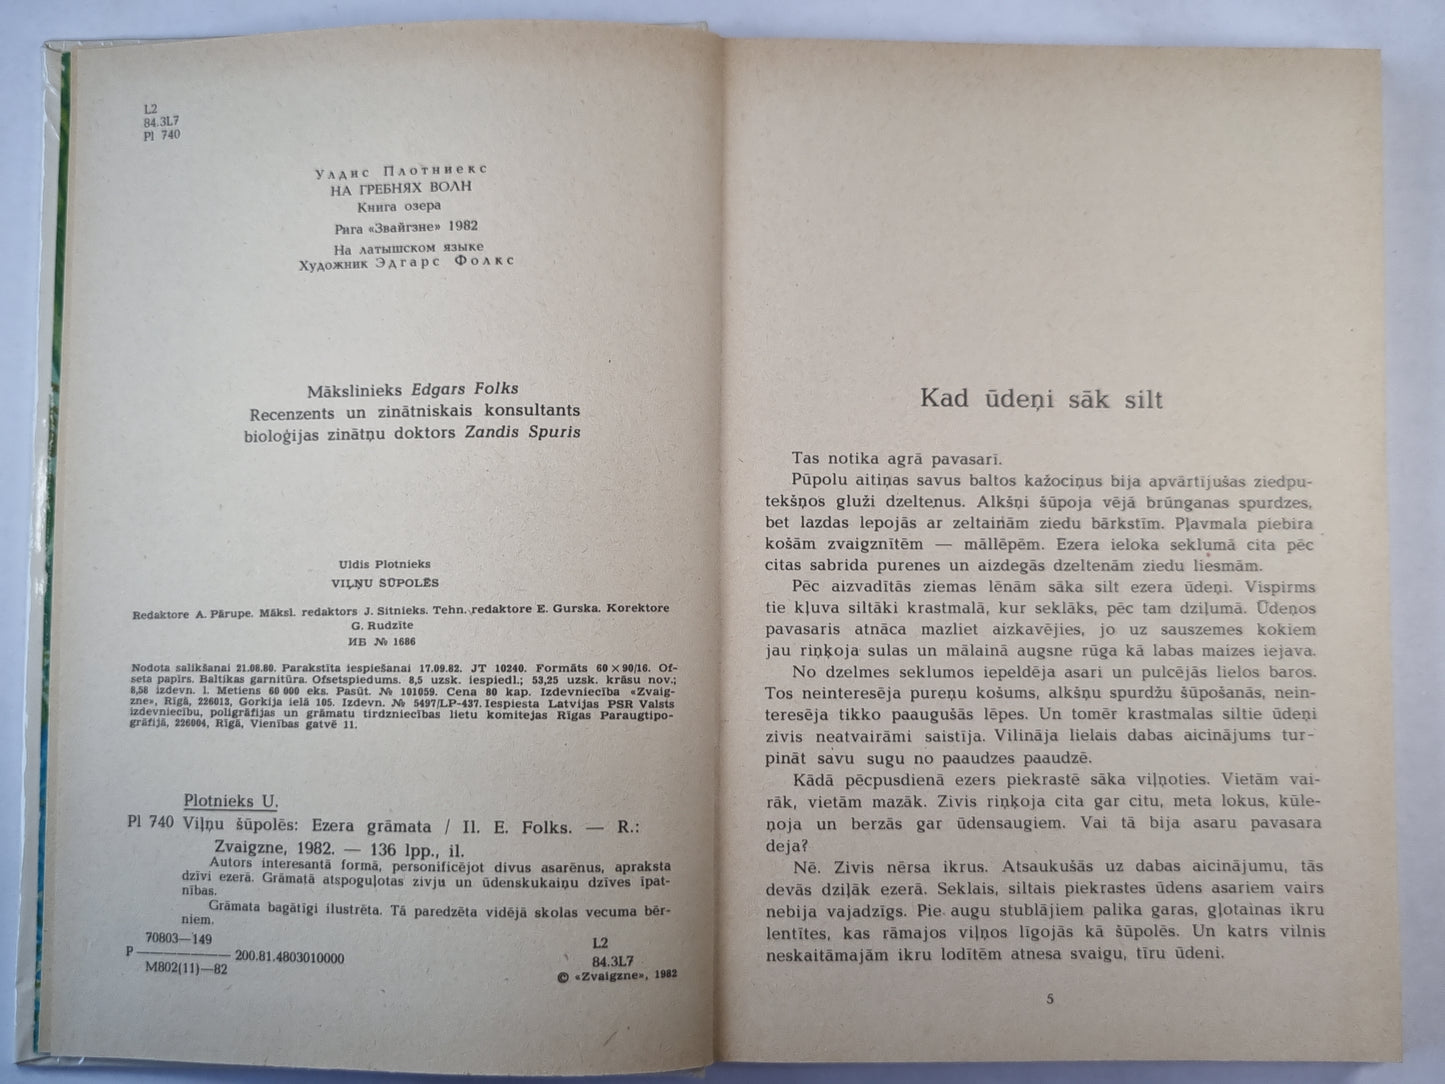 L2
84.3L7
Pl 740
Улдис Плотниекс
НА ГРЕБНЯХ ВОЛН
Книга озера
Рига «Звайгзне» 1982
На латышском языке
Художник Эдгарс Фолкс
Mākslinieks Edgars Folks
Recenzents un zinātniskais konsultants
bioloģijas zinātņu doktors Zandis Spuris
Uldis Plotnieks
VIĻŅU ŠŪPOLĒS
Redaktore A. Pārupe. Māksl. redaktors J. Sitnieks. Tehn. redaktore E. Gurska. Korektore
G. Rudzīte
ИБ № 1686
Nodota salikšanai 21.08.80. Parakstīta iespiešanai 17.09.82. JT 10240. Formāts 60×90/16. Of-
seta papīrs. Baltikas garnitūra. Ofsetspiedums. 8,5 uzsk. iespiedl.; 53,25 uzsk. krāsu nov.;
8,58 izdevn. l. Metiens 60 000 eks. Pasūt. № 101059. Cena 80 kap. Izdevniecība «Zvaig-
zne», Rīgā, 226013, Gorkija ielā 105. Izdevn. № 5497/LP-437. Iespiesta Latvijas PSR Valsts
izdevniecību, poligrāfijas un grāmatu tirdzniecības lietu komitejas Rīgas Paraugtipo-
grāfijā, 226004, Rīgā, Vienības gatvē 11.
Plotnieks U.
Pl 740 Viļņu šūpolēs: Ezera grāmata / Il. E. Folks. — R.:
Zvaigzne, 1982. — 136 lpp., il.
Autors interesantā formā, personificējot divus asarēnus, apraksta
dzīvi ezerā. Grāmatā atspoguļotas zivju un ūdenskukaiņu dzīves īpat-
nības.
Grāmata bagātīgi ilustrēta. Tā paredzēta vidējā skolas vecuma bēr-
niem.
70803—149
P ——— 200.81.4803010000
M802(11)—82
L2
84.3L7
© «Zvaigzne», 1982
Kad ūdeņi sāk silt
Tas notika agrā pavasarī.
Pūpolu aitiņas savus baltos kažociņus bija apvārtījušas ziedpu-
tekšņos gluži dzeltenus. Alkšņi šūpoja vējā brūnganas spurdzes,
bet lazdas lepojās ar zeltainām ziedu bārkstīm. Pļavmala piebira
košām zvaigznītēm — māllēpēm. Ezera ieloka seklumā cita pēc
citas sabrida purenes un aizdegās dzeltenām ziedu liesmām.
Pēc aizvadītās ziemas lēnām sāka silt ezera ūdeņi. Vispirms
tie kļuva siltāki krastmalā, kur seklāks, pēc tam dziļumā. Ūdeņos
pavasaris atnāca mazliet aizkavējies, jo uz sauszemes kokiem
jau riņķoja sulas un mālainā augsne rūga kā labas maizes iejava.
No dzelmes seklumos iepeldēja asari un pulcējās lielos baros.
Tos neinteresēja pureņu košums, alkšņu spurdžu šūpošanās, nein-
teresēja tikko paaugušās lēpes. Un tomēr krastmalas siltie ūdeņi
zivis neatvairāmi saistīja. Vilināja lielais dabas aicinājums tur-
pināt savu sugu no paaudzes paaudzē.
Kādā pēcpusdienā ezers piekrastē sāka viļņoties. Vietām vai-
rāk, vietām mazāk. Zivis riņķoja cita gar citu, meta lokus, kūle-
ņoja un berzās gar ūdensaugiem. Vai tā bija asaru pavasara
deja?
Nē. Zivis nērsa ikrus. Atsaukušās uz dabas aicinājumu, tās
devās dziļāk ezerā. Seklais, siltais piekrastes ūdens asariem vairs
nebija vajadzīgs. Pie augu stublājiem palika garas, gļotainas ikru
lentītes, kas rāmajos viļņos līgojās kā šūpolēs. Un katrs vilnis
neskaitāmajām ikru lodītēm atnesa svaigu, tīru ūdeni.
5